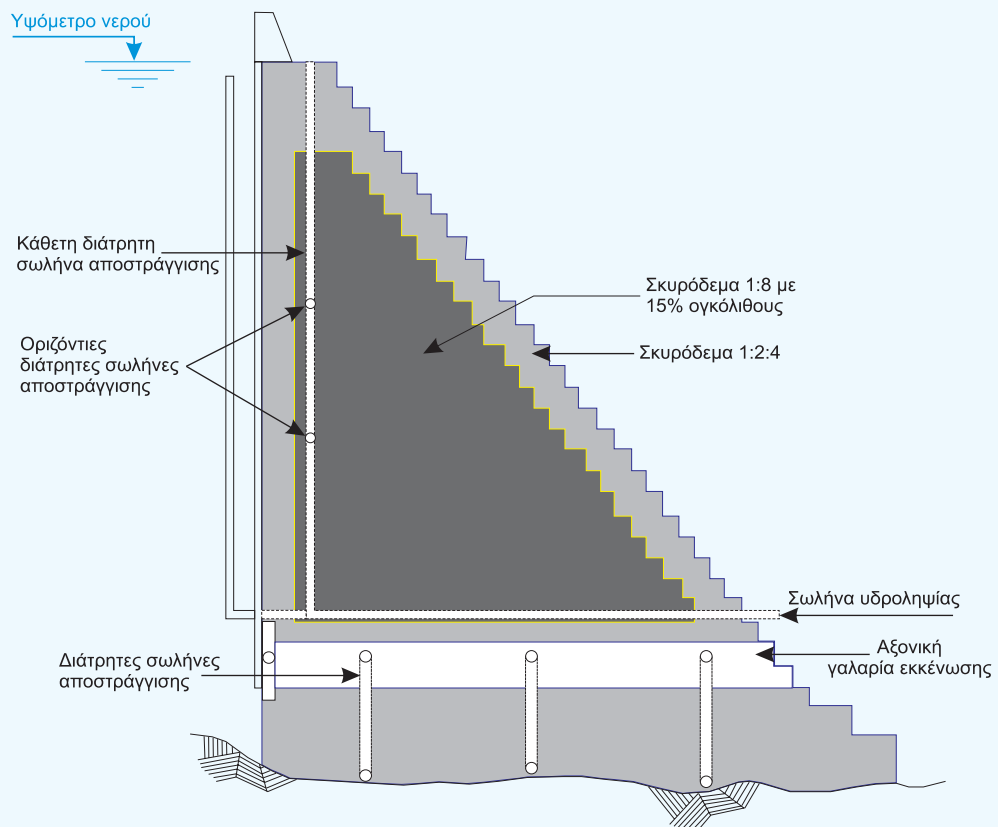 Υψόμετρο νερού
Κάθετη διάτρητη
σωλήνα αποστράγγισης
Σκυρόδεμα 1:8 με
15% ογκόλιθους
Οριζόντιες
διάτρητες σωλήνες
αποστράγγισης
Σκυρόδεμα 1:2:4
Σωλήνα υδροληψίας
Διάτρητες σωλήνες
αποστράγγισης
Αξονική
γαλαρία εκκένωσης